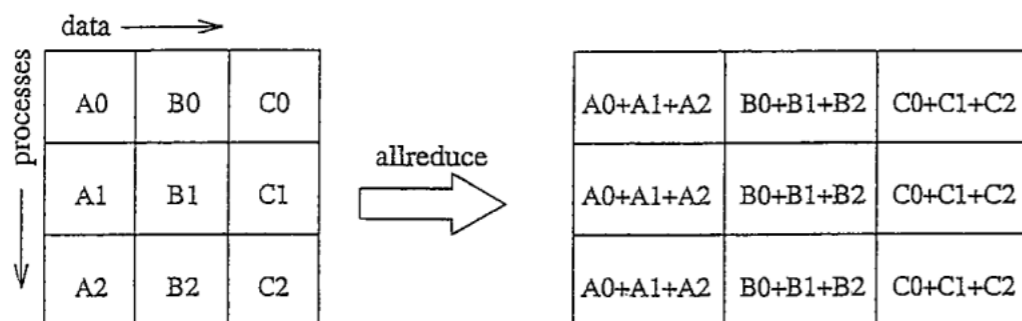 data
processes
A0 B0 C0
A1 B1 C1
A2 B2 C2
allreduce
A0+A1+A2 B0+B1+B2 C0+C1+C2
A0+A1+A2 B0+B1+B2 C0+C1+C2
A0+A1+A2 B0+B1+B2 C0+C1+C2